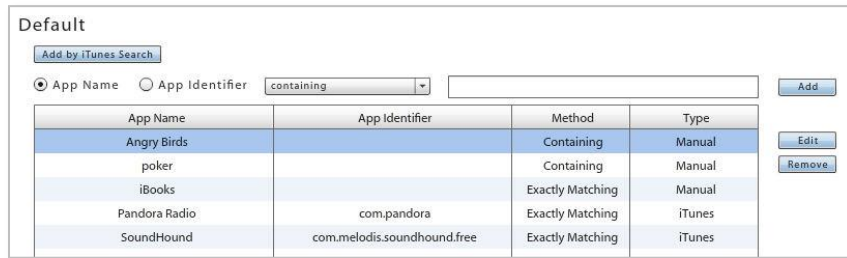 Default
Add by iTunes Search
App Name App Identifier containing Add
App Name App Identifier Method Type
Angry Birds Containing Manual Edit
poker Containing Manual Remove
iBooks Exactly Matching Manual
Pandora Radio com.pandora Exactly Matching iTunes
SoundHound com.melodis.soundhound.free Exactly Matching iTunes